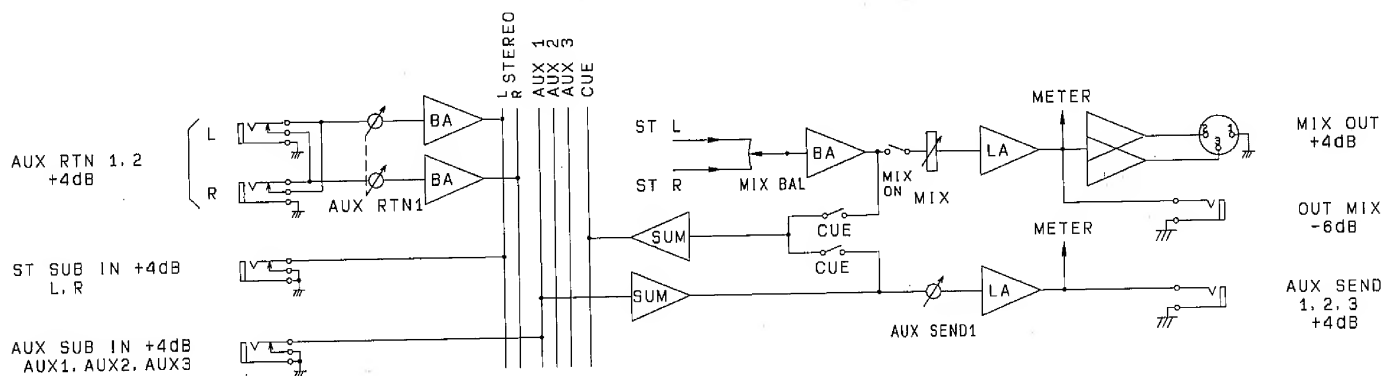 L STEREO
R
AUX 1
AUX 2
AUX 3
CUE
AUX RTN 1, 2
+4dB
L
R
BA
BA
AUX RTN1
ST SUB IN +4dB
L, R
AUX SUB IN +4dB
AUX1, AUX2, AUX3
ST L
ST R
MIX BAL
BA
MIX
ON
MIX
LA
METER
2
1
3
MIX OUT
+4dB
OUT MIX
-6dB
SUM
CUE
CUE
SUM
AUX SEND1
LA
METER
AUX SEND
1, 2, 3
+4dB